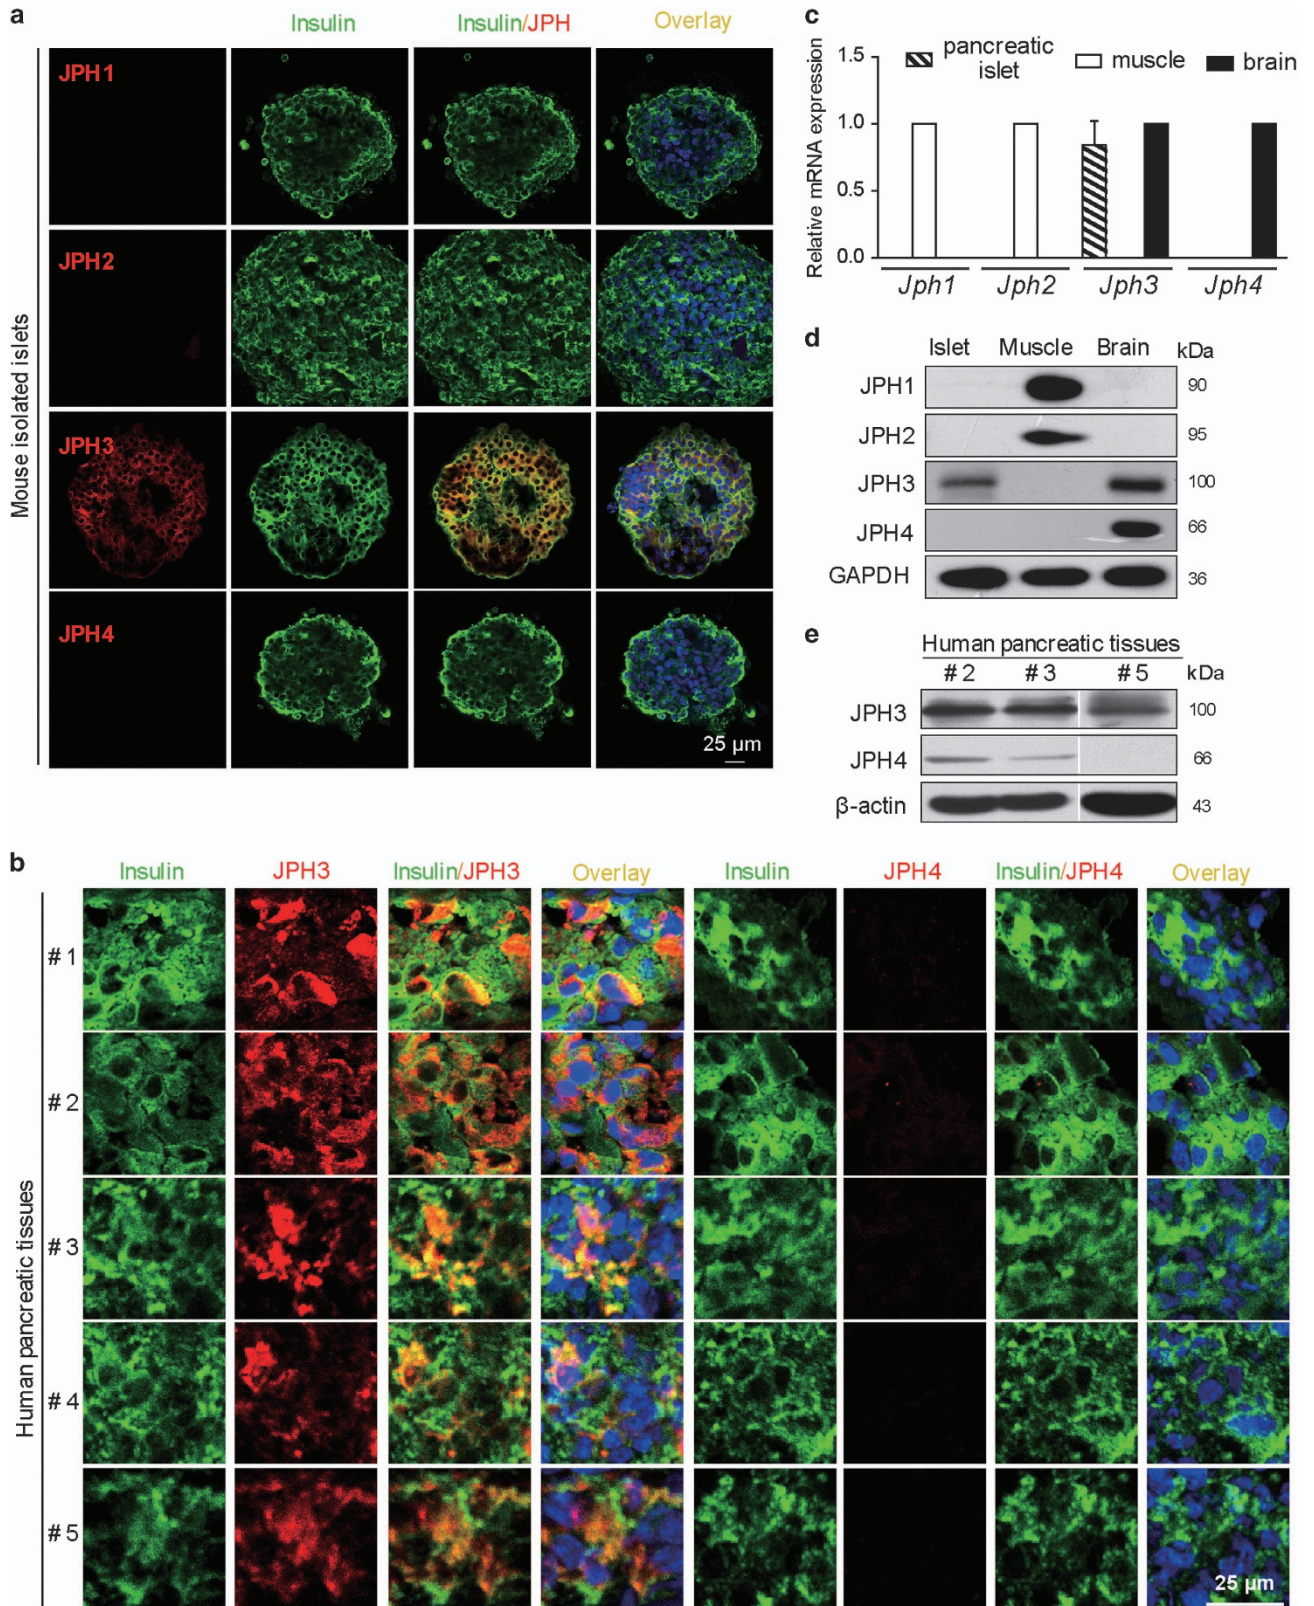 a
Insulin
Insulin/JPH
Overlay
JPH1
JPH2
JPH3
JPH4
Mouse isolated islets
25 µm
c
Relative mRNA expression
1.5
1.0
0.5
0.0
pancreatic
islet
muscle
brain
Jph1
Jph2
Jph3
Jph4
d
Islet
Muscle
Brain
kDa
JPH1
90
JPH2
95
JPH3
100
JPH4
66
GAPDH
36
e
Human pancreatic tissues
# 2
# 3
# 5
kDa
JPH3
100
JPH4
66
β-actin
43
b
Insulin
JPH3
Insulin/JPH3
Overlay
Insulin
JPH4
Insulin/JPH4
Overlay
Human pancreatic tissues
# 1
# 2
# 3
# 4
# 5
25 µm